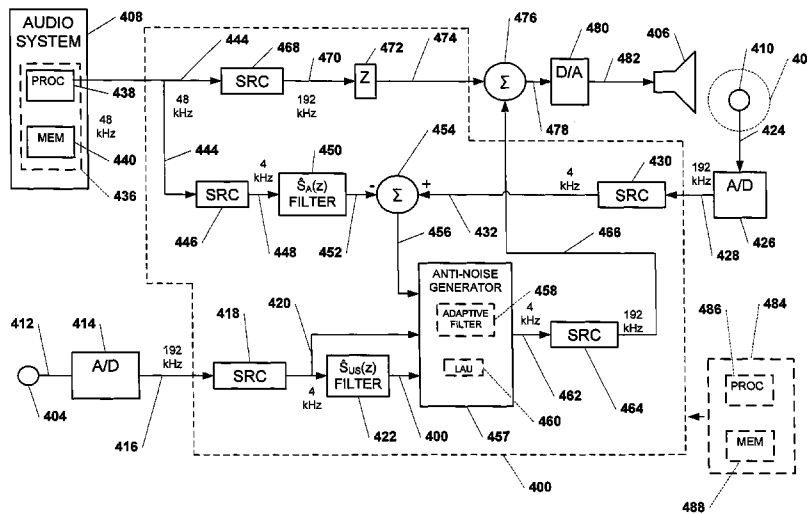 AUDIO
SYSTEM
408
PROC
438
48
kHz
MEM
440
436
444
468
SRC
48
kHz
470
192
kHz
472
Z
474
476
Σ
478
480
D/A
482
406
410
40
424
444
SRC
446
4
kHz
448
450
ŜA(z)
FILTER
452
454
-
Σ
+
456
432
4
kHz
430
SRC
192
kHz
428
A/D
426
466
412
414
A/D
404
192
kHz
416
418
SRC
420
4
kHz
ŜUS(z)
FILTER
422
400
ANTI-NOISE
GENERATOR
458
ADAPTIVE
FILTER
LAU
460
457
4
kHz
462
SRC
464
192
kHz
486
484
PROC
MEM
488
400